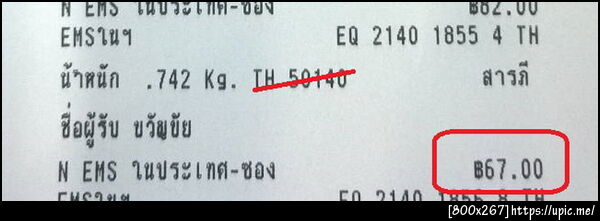 N EMS ในประเทศ-ซอง ฿82.00
EMSในฯ EQ 2140 1855 4 TH
น้ำหนัก .742 Kg. TH 50140 สารภี
ชื่อผู้รับ ขวัญชัย
N EMS ในประเทศ-ซอง ฿67.00
EMSในฯ EQ 2140 1856 8 TH
[800x267]https://upic.me/